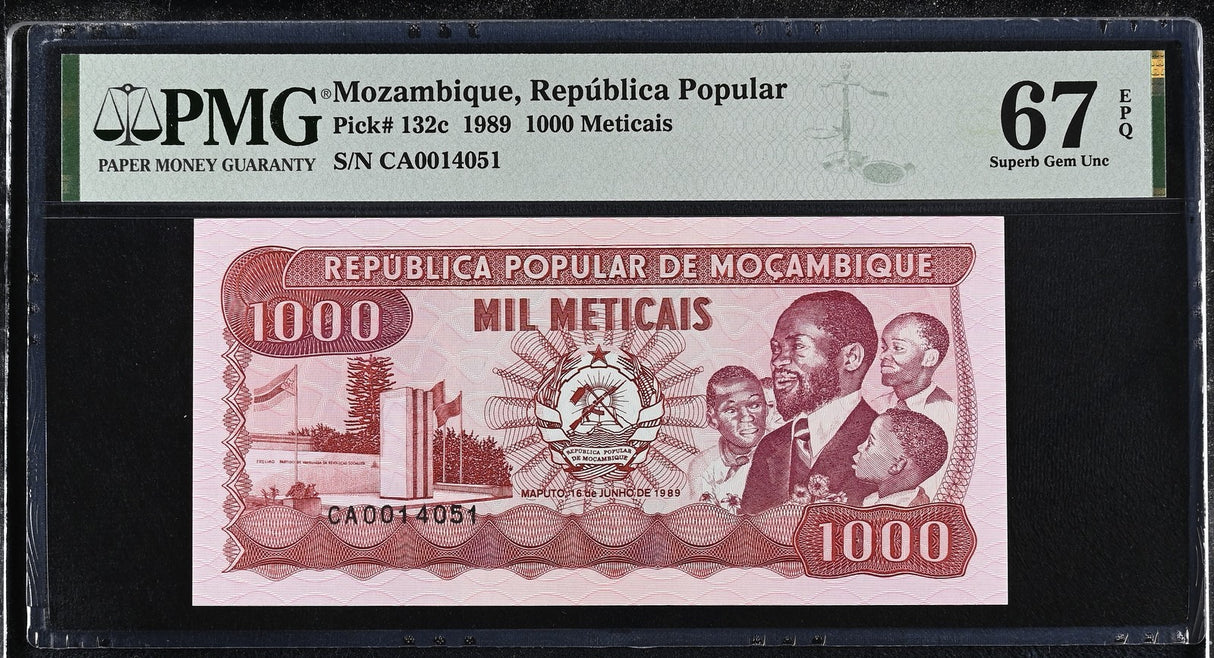 PMG® Mozambique, República Popular
Pick# 132c 1989 1000 Meticais
PAPER MONEY GUARANTY S/N CA0014051
67
EPQ
Superb Gem Unc
REPÚBLICA POPULAR DE MOÇAMBIQUE
1000
MIL METICAIS
REPÚBLICA POPULAR
DE MOCAMBIQUE
MAPUTO, 16 de JUNHO DE 1989
CA0014051
1000